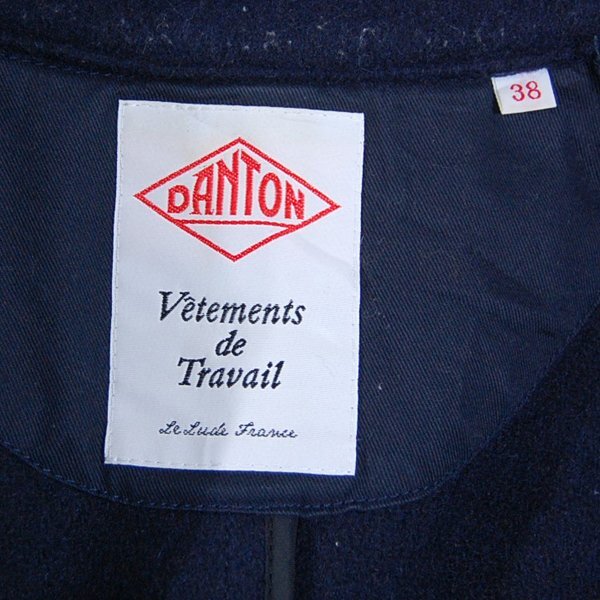 38
DANTON
Vêtements
de
Travail
Le Lude France